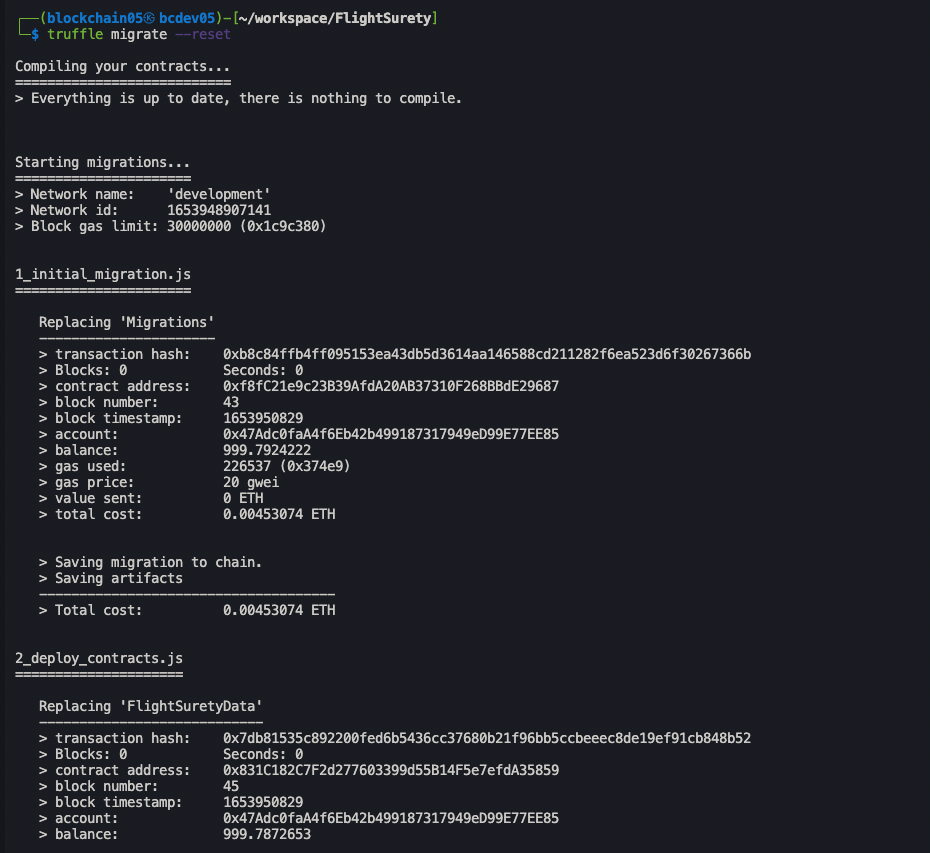 ┌──(blockchain05㉿bcdev05)-[~/workspace/FlightSurety]
└─$ truffle migrate --reset
Compiling your contracts...
===========================
> Everything is up to date, there is nothing to compile.
Starting migrations...
======================
> Network name:    'development'
> Network id:      1653948907141
> Block gas limit: 30000000 (0x1c9c380)
1_initial_migration.js
======================
   Replacing 'Migrations'
   ----------------------
   > transaction hash:    0xb8c84ffb4ff095153ea43db5d3614aa146588cd211282f6ea523d6f30267366b
   > Blocks: 0            Seconds: 0
   > contract address:    0xf8fC21e9c23B39AfdA20AB37310F268BBdE29687
   > block number:        43
   > block timestamp:     1653950829
   > account:             0x47Adc0faA4f6Eb42b499187317949eD99E77EE85
   > balance:             999.7924222
   > gas used:            226537 (0x374e9)
   > gas price:           20 gwei
   > value sent:          0 ETH
   > total cost:          0.00453074 ETH
   > Saving migration to chain.
   > Saving artifacts
   -------------------------------------
   > Total cost:          0.00453074 ETH
2_deploy_contracts.js
=====================
   Replacing 'FlightSuretyData'
   ----------------------------
   > transaction hash:    0x7db81535c892200fed6b5436cc37680b21f96bb5ccbeeec8de19ef91cb848b52
   > Blocks: 0            Seconds: 0
   > contract address:    0x831C182C7F2d277603399d55B14F5e7efdA35859
   > block number:        45
   > block timestamp:     1653950829
   > account:             0x47Adc0faA4f6Eb42b499187317949eD99E77EE85
   > balance:             999.7872653